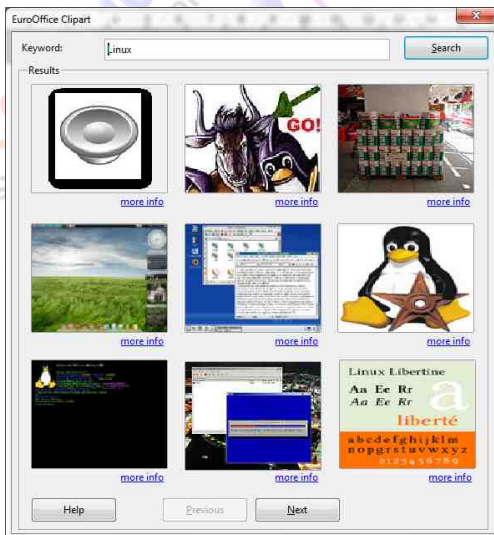 EuroOffice Clipart
Keyword:
Linux
Search
Results
GO!
more info
more info
more info
more info
more info
more info
Linux Libertine
Aa Ee Rr
Aa Ee Rr
a
liberté
abcdefghijklm
nopqrstuvwxyz
0123456789
more info
more info
more info
Help
Previous
Next